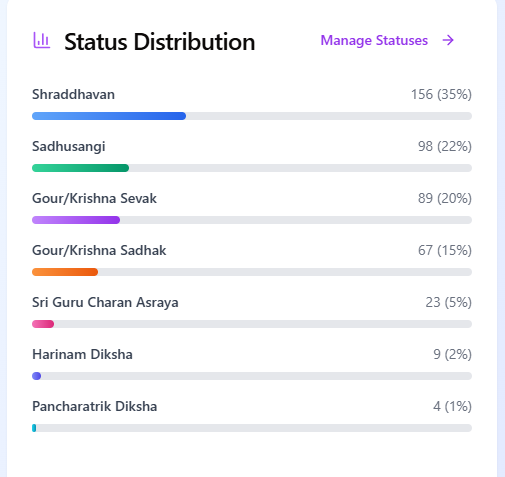 Status Distribution
Manage Statuses
Shraddhavan 156 (35%)
Sadhusangi 98 (22%)
Gour/Krishna Sevak 89 (20%)
Gour/Krishna Sadhak 67 (15%)
Sri Guru Charan Asraya 23 (5%)
Harinam Diksha 9 (2%)
Pancharatrik Diksha 4 (1%)